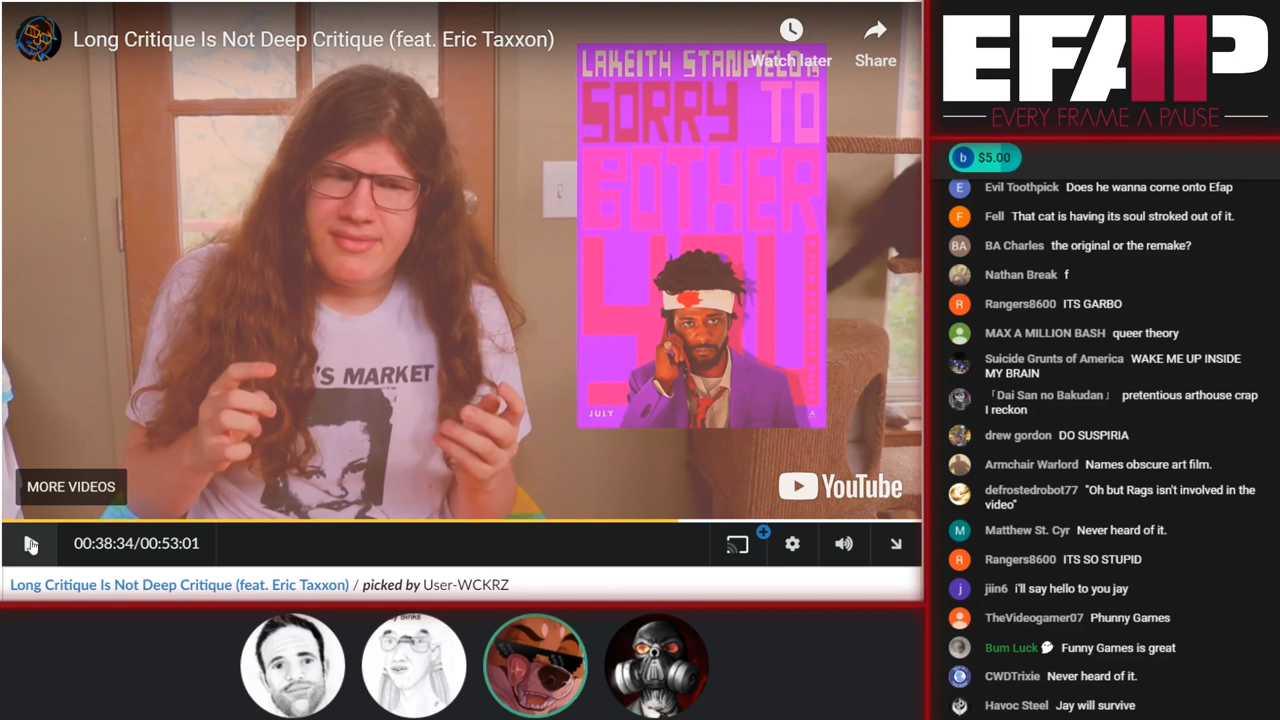 Long Critique Is Not Deep Critique (feat. Eric Taxxon)
Watch later
Share
LAKEITH STANFIELD
SORRY TO
BOTHER
YOU
JULY
'S MARKET
MORE VIDEOS
YouTube
00:38:34/00:53:01
Long Critique Is Not Deep Critique (feat. Eric Taxxon) / picked by User-WCKRZ
EFAP
EVERY FRAME A PAUSE
b $5.00
E Evil Toothpick Does he wanna come onto Efap
F Fell That cat is having its soul stroked out of it.
BA BA Charles the original or the remake?
Nathan Break f
R Rangers8600 ITS GARBO
MAX A MILLION BASH queer theory
Suicide Grunts of America WAKE ME UP INSIDE
MY BRAIN
「Dai San no Bakudan」 pretentious arthouse crap
I reckon
drew gordon DO SUSPIRIA
Armchair Warlord Names obscure art film.
defrostedrobot77 "Oh but Rags isn't involved in the
video"
M Matthew St. Cyr Never heard of it.
R Rangers8600 ITS SO STUPID
j jiin6 i'll say hello to you jay
TheVideogamer07 Phunny Games
Bum Luck Funny Games is great
CWDTrixie Never heard of it.
Havoc Steel Jay will survive